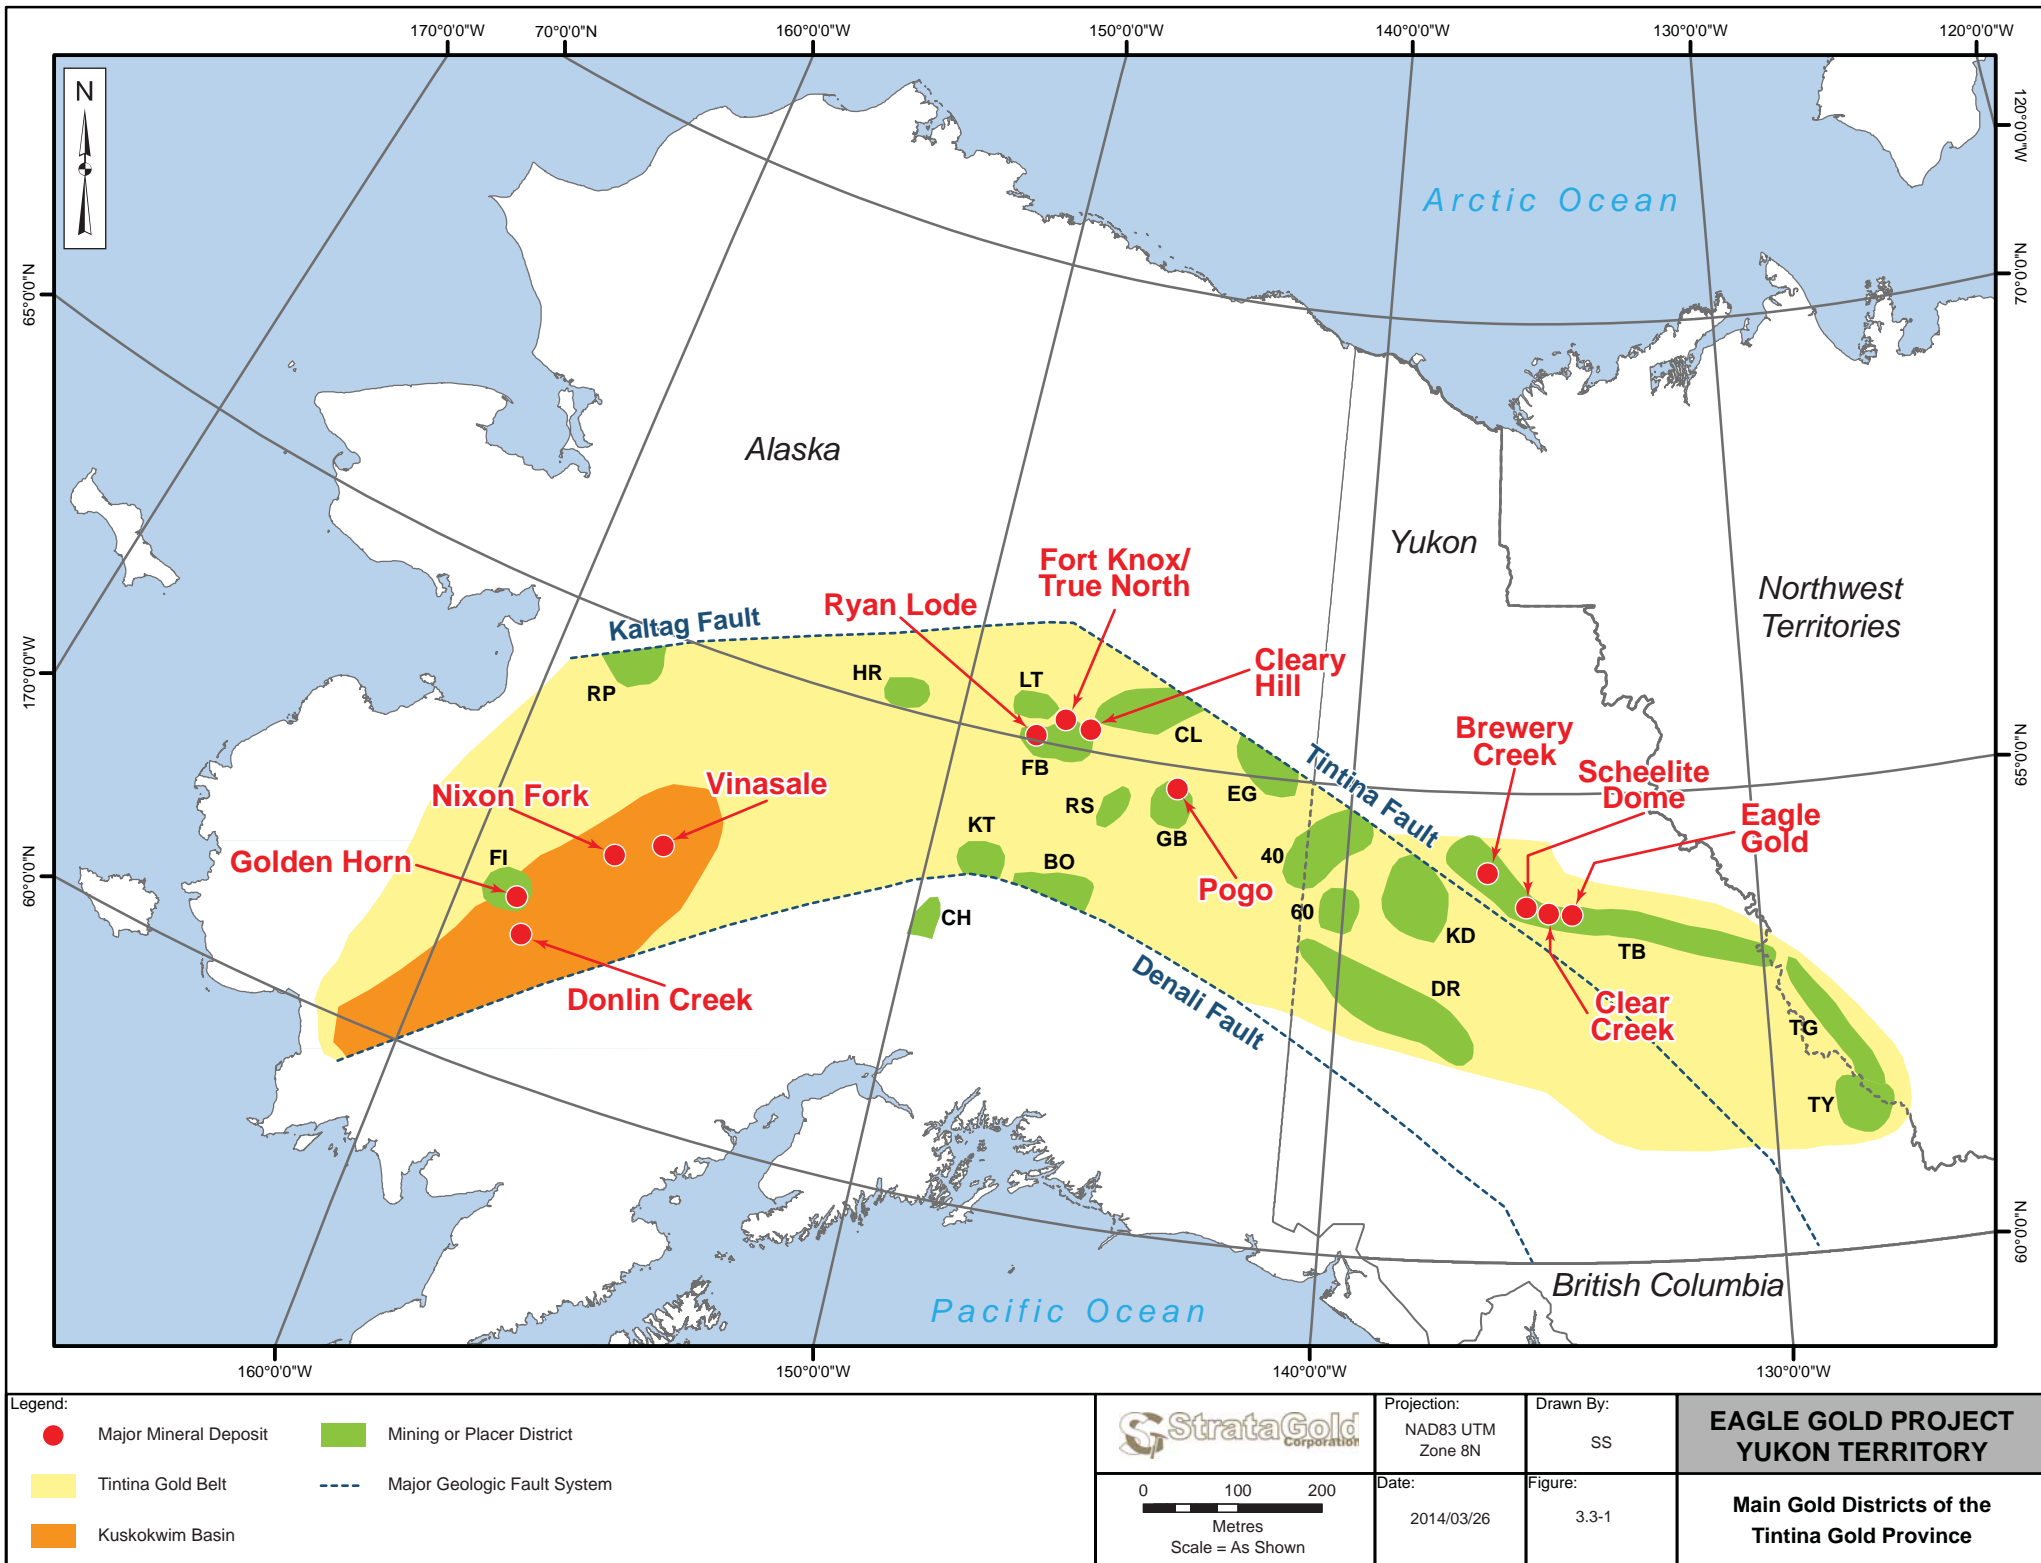 170°0'0"W
70°0'0"N
160°0'0"W
150°0'0"W
140°0'0"W
130°0'0"W
120°0'0"W
N
120°0'0"W
Arctic Ocean
65°0'0"N
70°0'0"N
Alaska
Yukon
Fort Knox/
True North
Northwest
Territories
Ryan Lode
Kaltag Fault
Cleary
Hill
170°0'0"W
HR
LT
RP
CL
Brewery
Creek
65°0'0"N
Tintina Fault
FB
Scheelite
Dome
Nixon Fork
Vinasale
EG
RS
Eagle
Gold
KT
GB
60°0'0"N
Golden Horn
FI
BO
40
Pogo
60
CH
KD
TB
Denali Fault
DR
Donlin Creek
Clear
Creek
TG
TY
60°0'0"N
British Columbia
Pacific Ocean
160°0'0"W
150°0'0"W
140°0'0"W
130°0'0"W
Legend:
Major Mineral Deposit
Mining or Placer District
Tintina Gold Belt
Major Geologic Fault System
Kuskokwim Basin
SG StrataGold
Corporation
0 100 200
Metres
Scale = As Shown
Projection:
NAD83 UTM
Zone 8N
Drawn By:
SS
Date:
2014/03/26
Figure:
3.3-1
EAGLE GOLD PROJECT
YUKON TERRITORY
Main Gold Districts of the
Tintina Gold Province